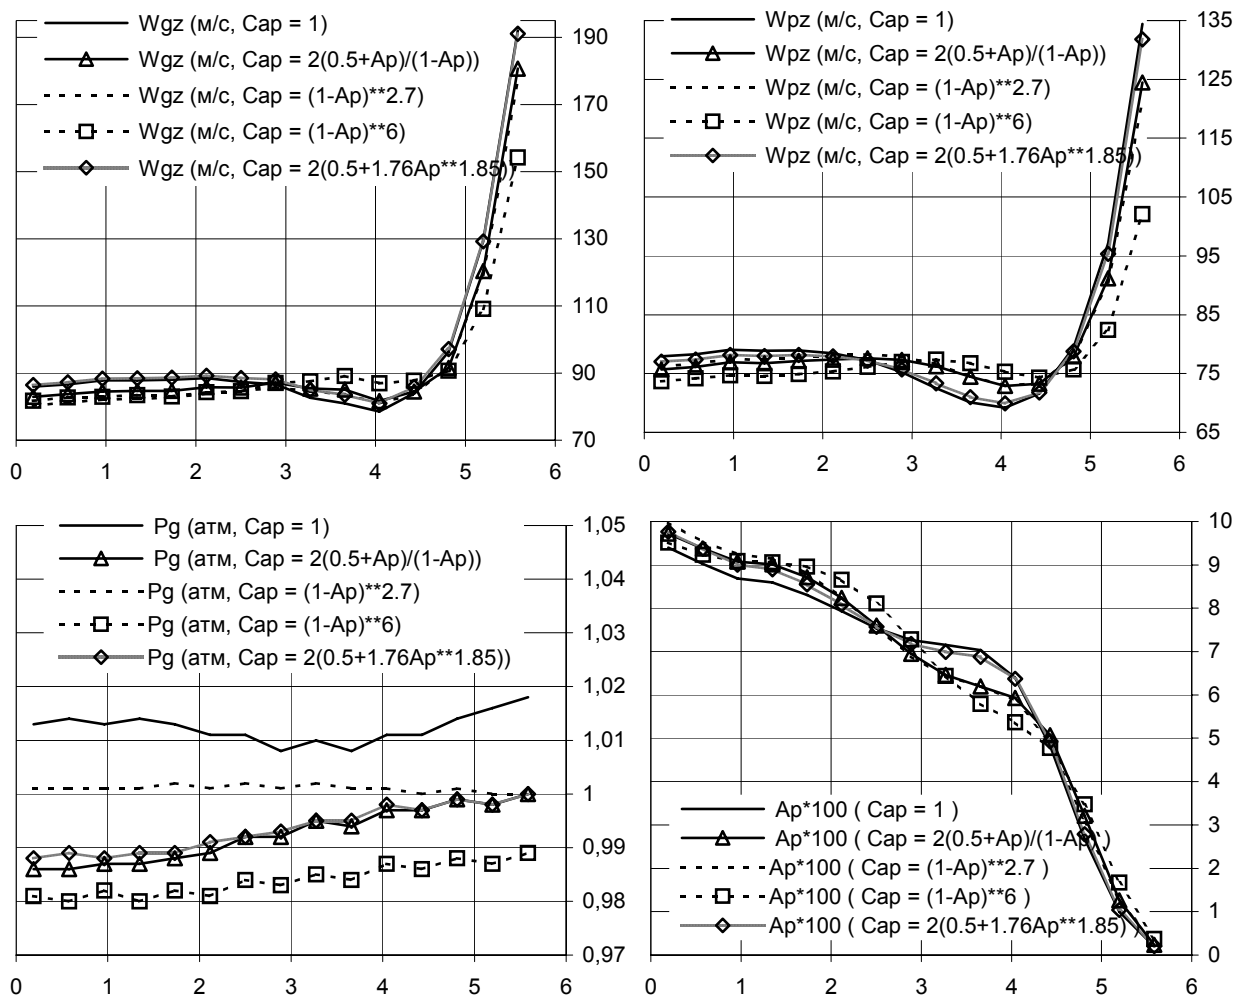 Wgz (м/с, Cap = 1)
Wgz (м/с, Cap = 2(0.5+Ap)/(1-Ap))
Wgz (м/с, Cap = (1-Ap)**2.7)
Wgz (м/с, Cap = (1-Ap)**6)
Wgz (м/с, Cap = 2(0.5+1.76Ap**1.85))
190
170
150
130
110
90
70
0 1 2 3 4 5 6
Wpz (м/с, Cap = 1)
Wpz (м/с, Cap = 2(0.5+Ap)/(1-Ap))
Wpz (м/с, Cap = (1-Ap)**2.7)
Wpz (м/с, Cap = (1-Ap)**6)
Wpz (м/с, Cap = 2(0.5+1.76Ap**1.85))
135
125
115
105
95
85
75
65
0 1 2 3 4 5 6
Pg (атм, Cap = 1)
Pg (атм, Cap = 2(0.5+Ap)/(1-Ap))
Pg (атм, Cap = (1-Ap)**2.7)
Pg (атм, Cap = (1-Ap)**6)
Pg (атм, Cap = 2(0.5+1.76Ap**1.85))
1,05
1,04
1,03
1,02
1,01
1
0,99
0,98
0,97
0 1 2 3 4 5 6
10
9
8
7
6
5
4
3
2
1
0
Ap*100 ( Cap = 1 )
Ap*100 ( Cap = 2(0.5+Ap)/(1-Ap) )
Ap*100 ( Cap = (1-Ap)**2.7 )
Ap*100 ( Cap = (1-Ap)**6 )
Ap*100 ( Cap = 2(0.5+1.76Ap**1.85) )
0 1 2 3 4 5 6